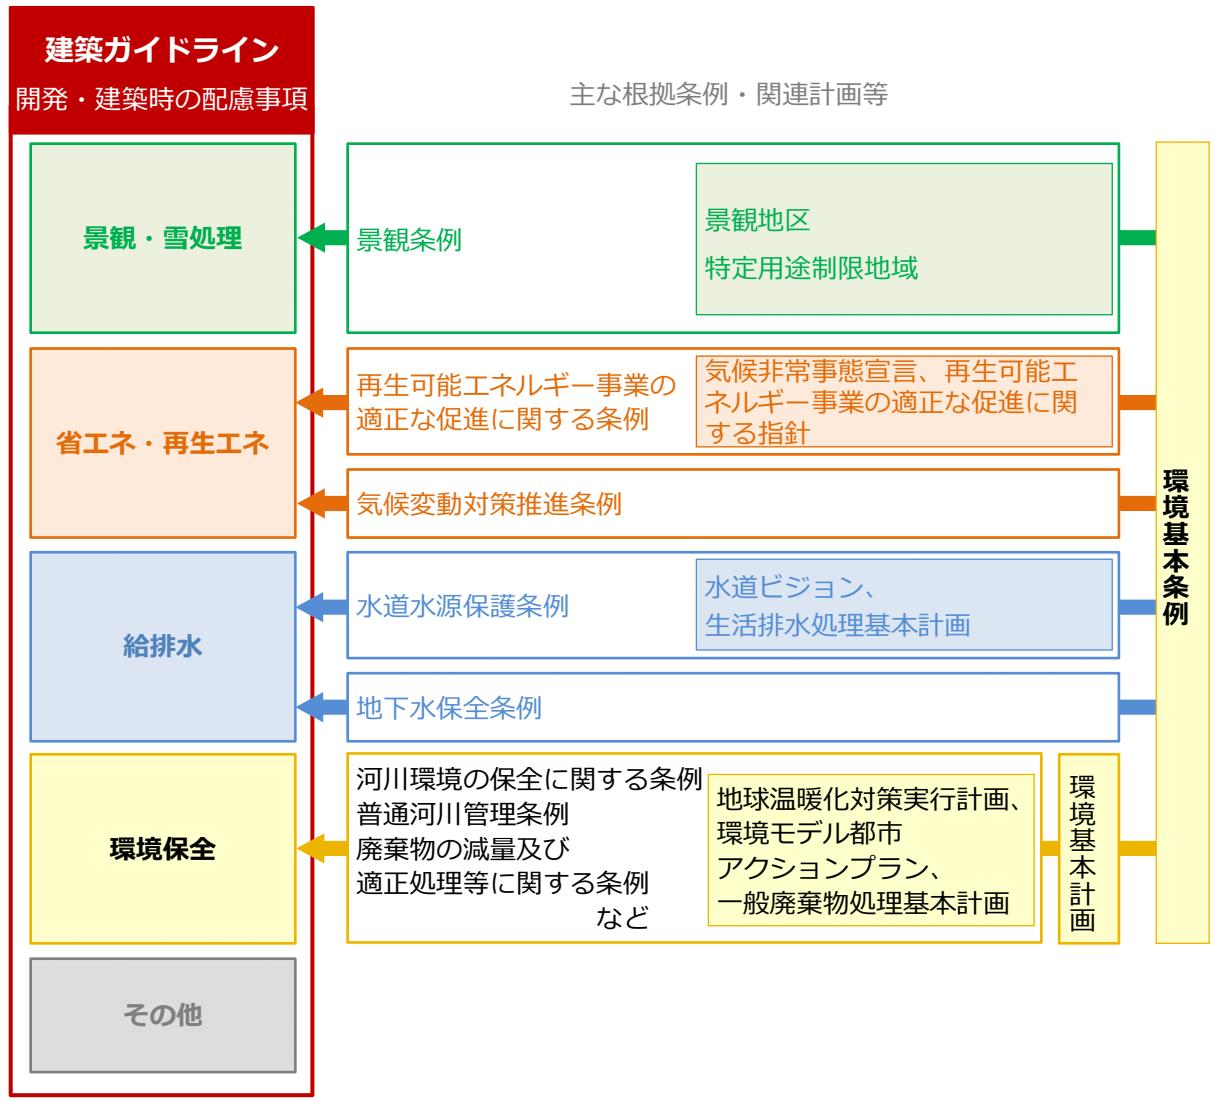 建築ガイドライン
開発・建築時の配慮事項
主な根拠条例・関連計画等
景観・雪処理
景観条例
景観地区
特定用途制限地域
省エネ・再生エネ
再生可能エネルギー事業の
適正な促進に関する条例
気候非常事態宣言、再生可能エ
ネルギー事業の適正な促進に関
する指針
気候変動対策推進条例
給排水
水道水源保護条例
水道ビジョン、
生活排水処理基本計画
地下水保全条例
環境保全
河川環境の保全に関する条例
普通河川管理条例
廃棄物の減量及び
適正処理等に関する条例
など
地球温暖化対策実行計画、
環境モデル都市
アクションプラン、
一般廃棄物処理基本計画
環境基本計画
環境基本条例
その他